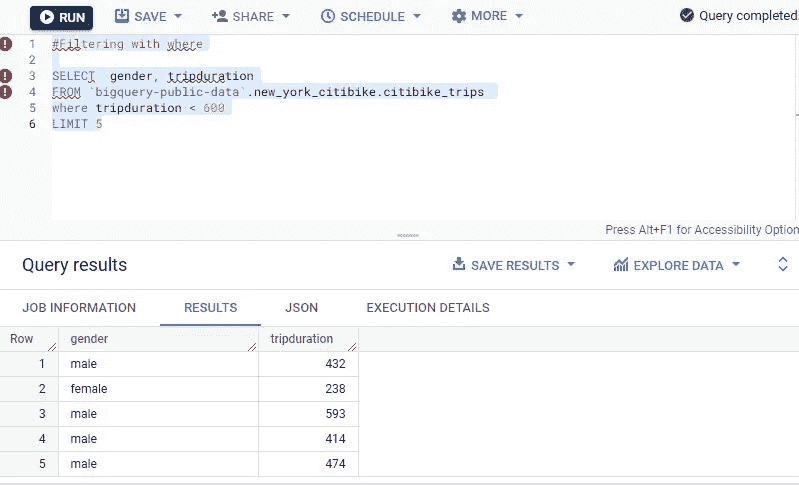 RUN SAVE SHARE SCHEDULE MORE Query completed
1 #Filtering with where
2
3 SELECT gender, tripduration
4 FROM `bigquery-public-data`.new_york_citibike.citibike_trips
5 where tripduration < 600
6 LIMIT 5
Press Alt+F1 for Accessibility Option
Query results SAVE RESULTS EXPLORE DATA
JOB INFORMATION RESULTS JSON EXECUTION DETAILS
Row gender tripduration
1 male 432
2 female 238
3 male 593
4 male 414
5 male 474